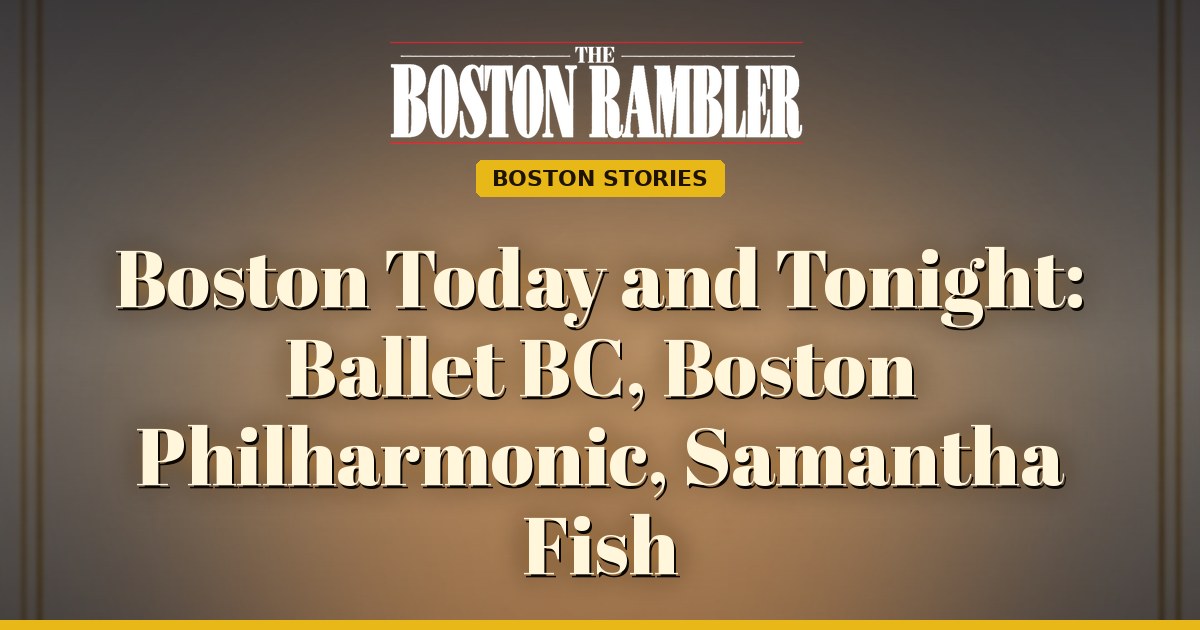 THE
BOSTON RAMBLER
BOSTON STORIES
Boston Today and Tonight:
Ballet BC, Boston
Philharmonic, Samantha
Fish